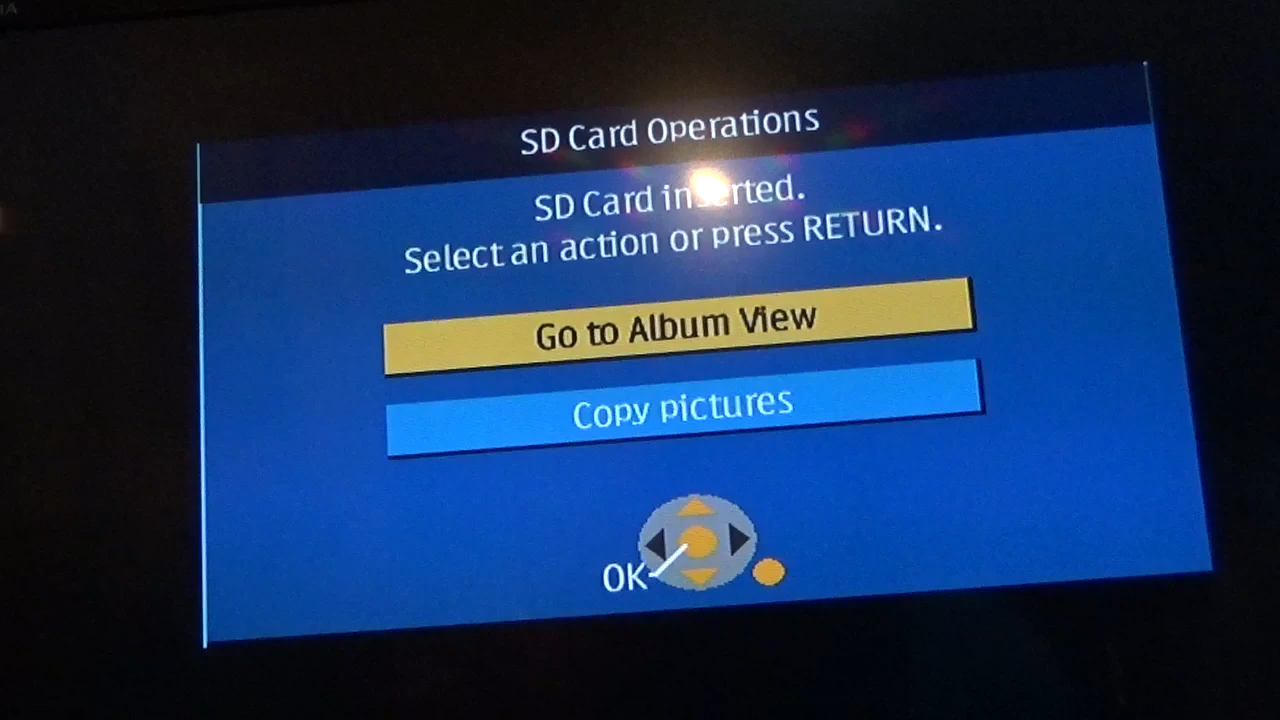 SD Card Operations
SD Card inserted.
Select an action or press RETURN.
Go to Album View
Copy pictures
OK